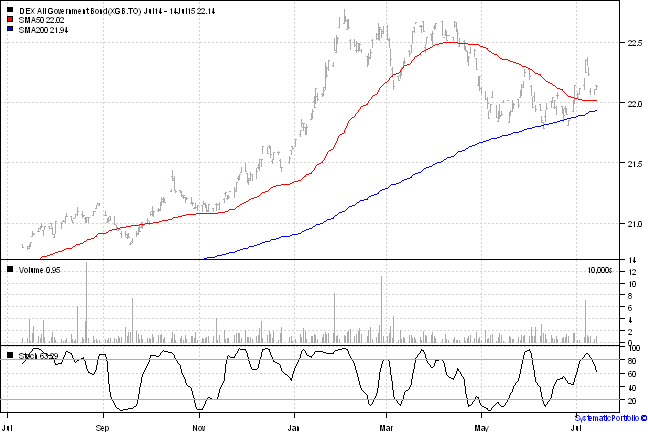 DEX All Government Bond(XGB.TO) Jul14 - 14Jul15 22.14
SMA50 22.02
SMA200 21.94
22.5
22.0
21.5
21.0
14
Volume 0.95
10,000s
12
10
8
6
4
2
0
Stoch 63.29
100
80
60
40
20
Jul
Sep
Nov
Jan
Mar
May
Jul
SystematicPortfolio ©